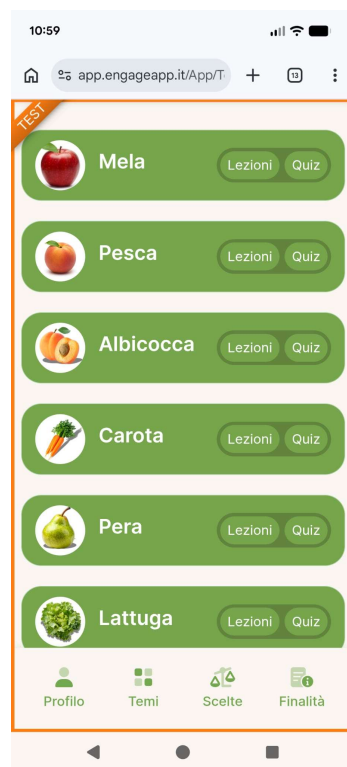 10:59
app.engageapp.it/App/T
13
TEST
Mela
Lezioni Quiz
Pesca
Lezioni Quiz
Albicocca
Lezioni Quiz
Carota
Lezioni Quiz
Pera
Lezioni Quiz
Lattuga
Lezioni Quiz
Profilo Temi Scelte Finalità